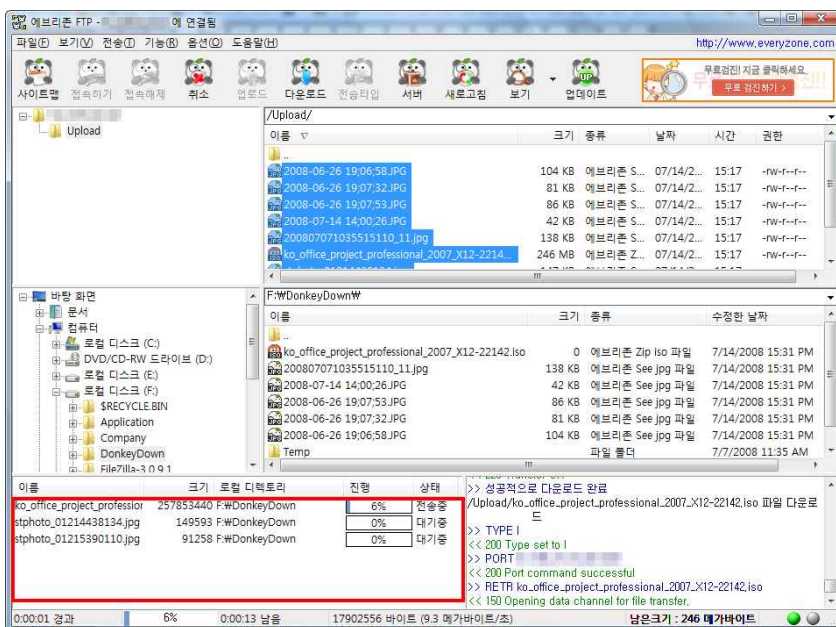 에브리존 FTP - 에 연결됨
파일(F) 보기(V) 전송(T) 기능(R) 옵션(O) 도움말(H) http://www.everyzone.com
사이트맵 접속하기 접속해제 취소 업로드 다운로드 전송타입 서버 새로고침 보기 업데이트
무료검진! 지금 클릭하세요
무료 검진하기 >
Upload
/Upload/
이름 크기 종류 날짜 시간 권한
..
2008-06-26 19;06;58.JPG 104 KB 에브리존 S... 07/14/2... 15:17 -rw-r--r--
2008-06-26 19;07;32.JPG 81 KB 에브리존 S... 07/14/2... 15:17 -rw-r--r--
2008-06-26 19;07;53.JPG 86 KB 에브리존 S... 07/14/2... 15:17 -rw-r--r--
2008-07-14 14;00;26.JPG 42 KB 에브리존 S... 07/14/2... 15:17 -rw-r--r--
200807071035515110_11.jpg 138 KB 에브리존 S... 07/14/2... 15:17 -rw-r--r--
ko_office_project_professional_2007_X12-2214... 246 MB 에브리존 Z... 07/14/2... 15:17 -rw-r--r--
바탕 화면
문서
컴퓨터
로컬 디스크 (C:)
DVD/CD-RW 드라이브 (D:)
로컬 디스크 (E:)
로컬 디스크 (F:)
$RECYCLE.BIN
Application
Company
DonkeyDown
FileZilla-3.0.9.1
F:₩DonkeyDown₩
이름 크기 종류 수정한 날짜
..
ko_office_project_professional_2007_X12-22142.iso 0 에브리존 Zip iso 파일 7/14/2008 15:31 PM
200807071035515110_11.jpg 138 KB 에브리존 See jpg 파일 7/14/2008 15:31 PM
2008-07-14 14;00;26.JPG 42 KB 에브리존 See jpg 파일 7/14/2008 15:31 PM
2008-06-26 19;07;53.JPG 86 KB 에브리존 See jpg 파일 7/14/2008 15:31 PM
2008-06-26 19;07;32.JPG 81 KB 에브리존 See jpg 파일 7/14/2008 15:31 PM
2008-06-26 19;06;58.JPG 104 KB 에브리존 See jpg 파일 7/14/2008 15:31 PM
Temp 파일 폴더 7/7/2008 11:35 AM
이름 크기 로컬 디렉토리 진행 상태
ko_office_project_profession 257853440 F:₩DonkeyDown 6% 전송중
stphoto_01214438134.jpg 149593 F:₩DonkeyDown 0% 대기중
stphoto_01215390110.jpg 91258 F:₩DonkeyDown 0% 대기중
>> 성공적으로 다운로드 완료
/Upload/ko_office_project_professional_2007_X12-22142.iso 파일 다운로
드
>> TYPE I
<< 200 Type set to I
>> PORT
<< 200 Port command successful
>> RETR ko_office_project_professional_2007_X12-22142.iso
<< 150 Opening data channel for file transfer.
0:00:01 경과 6% 0:00:13 남음 17902556 바이트 (9.3 메가바이트/초) 남은크기 : 246 메가바이트